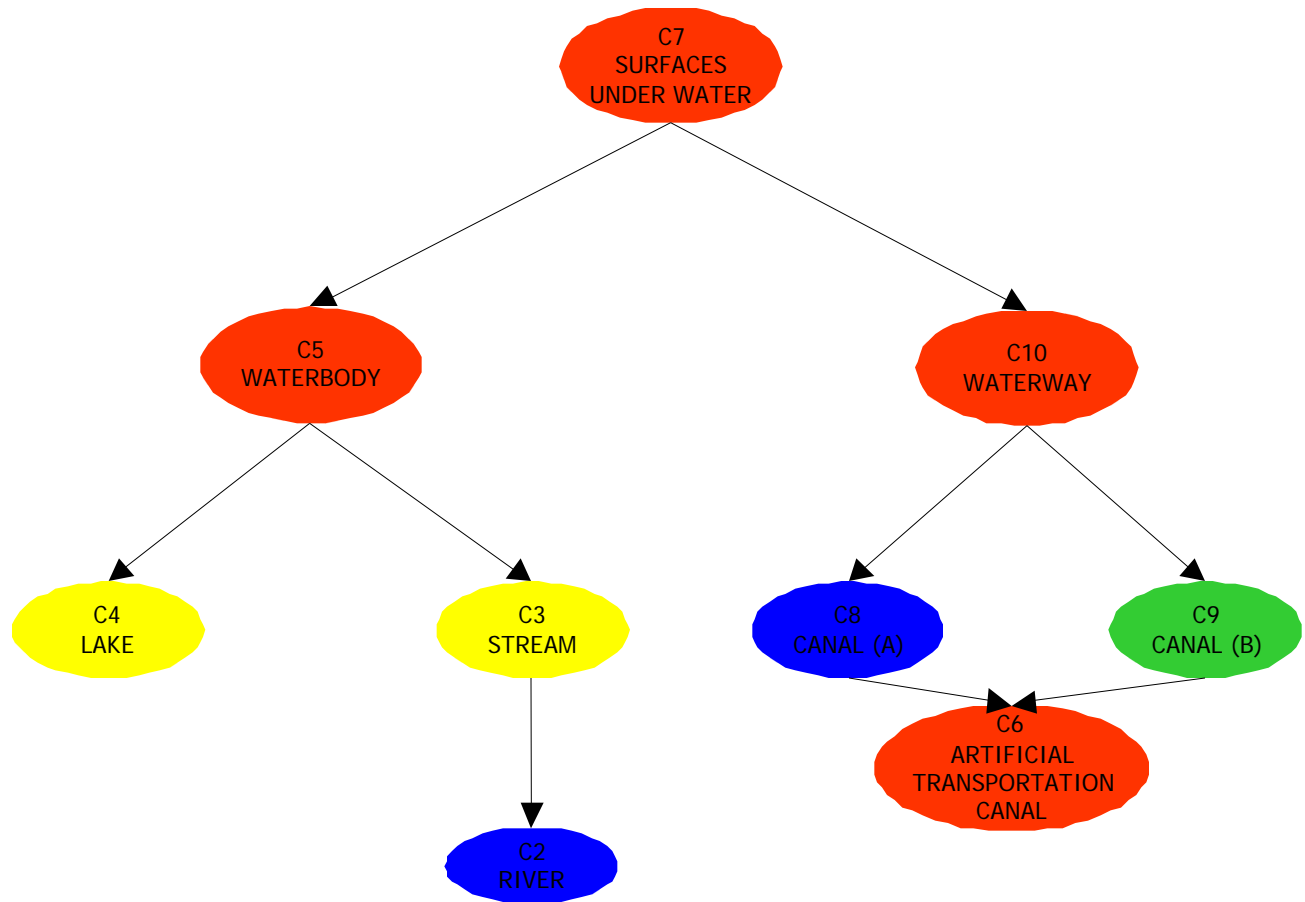 C7
SURFACES
UNDER WATER
C5
WATERBODY
C10
WATERWAY
C4
LAKE
C3
STREAM
C8
CANAL (A)
C9
CANAL (B)
C6
ARTIFICIAL
TRANSPORTATION
CANAL
C2
RIVER